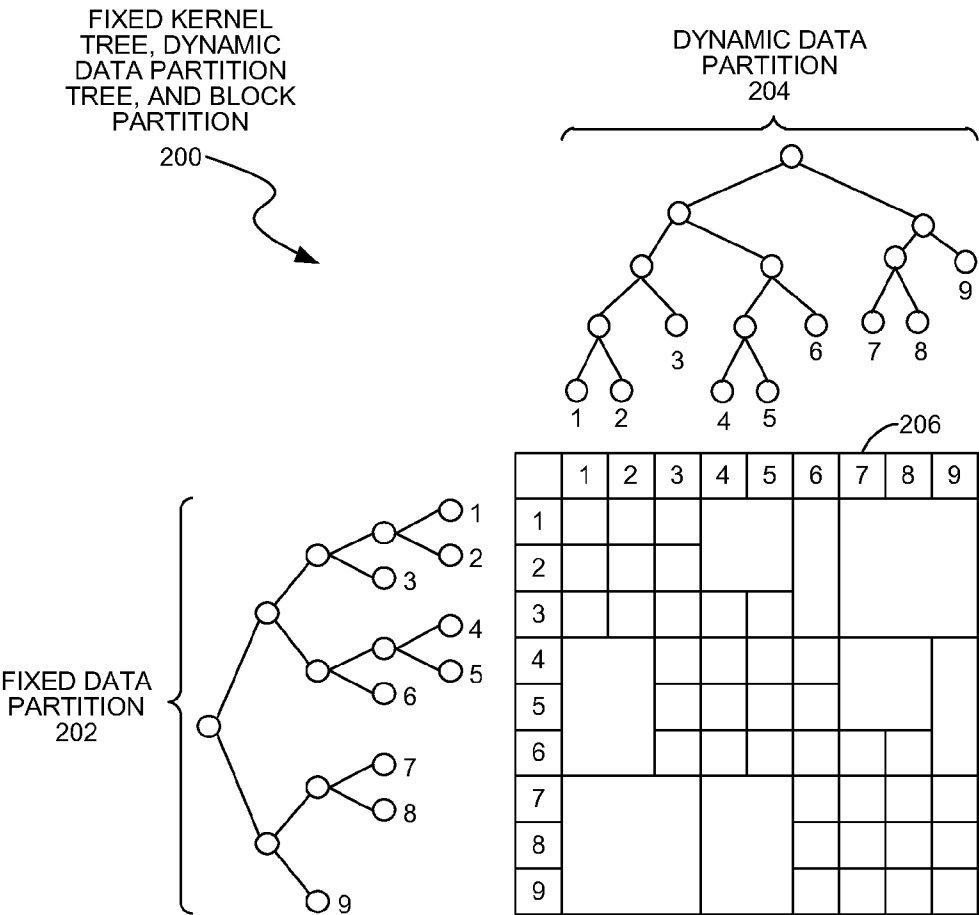 FIXED KERNEL
TREE, DYNAMIC
DATA PARTITION
TREE, AND BLOCK
PARTITION
200
DYNAMIC DATA
PARTITION
204
9
3
6
7 8
1 2
4 5
206
1 2 3 4 5 6 7 8 9
1
2
3
4
5
6
7
8
9
FIXED DATA
PARTITION
202
1
2
3
4
5
6
7
8
9